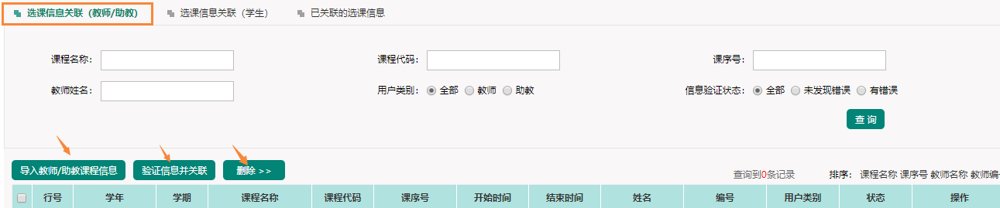 选课信息关联（教师/助教） 选课信息关联（学生） 已关联的选课信息
课程名称： 课程代码： 课序号：
教师姓名： 用户类别： 全部 教师 助教 信息验证状态： 全部 未发现错误 有错误
查 询
导入教师/助教课程信息 验证信息并关联 删除 >> 查询到0条记录 排序： 课程名称 课序号 教师名称 教师编
行号 学年 学期 课程名称 课程代码 课序号 开始时间 结束时间 姓名 编号 用户类别 状态 操作